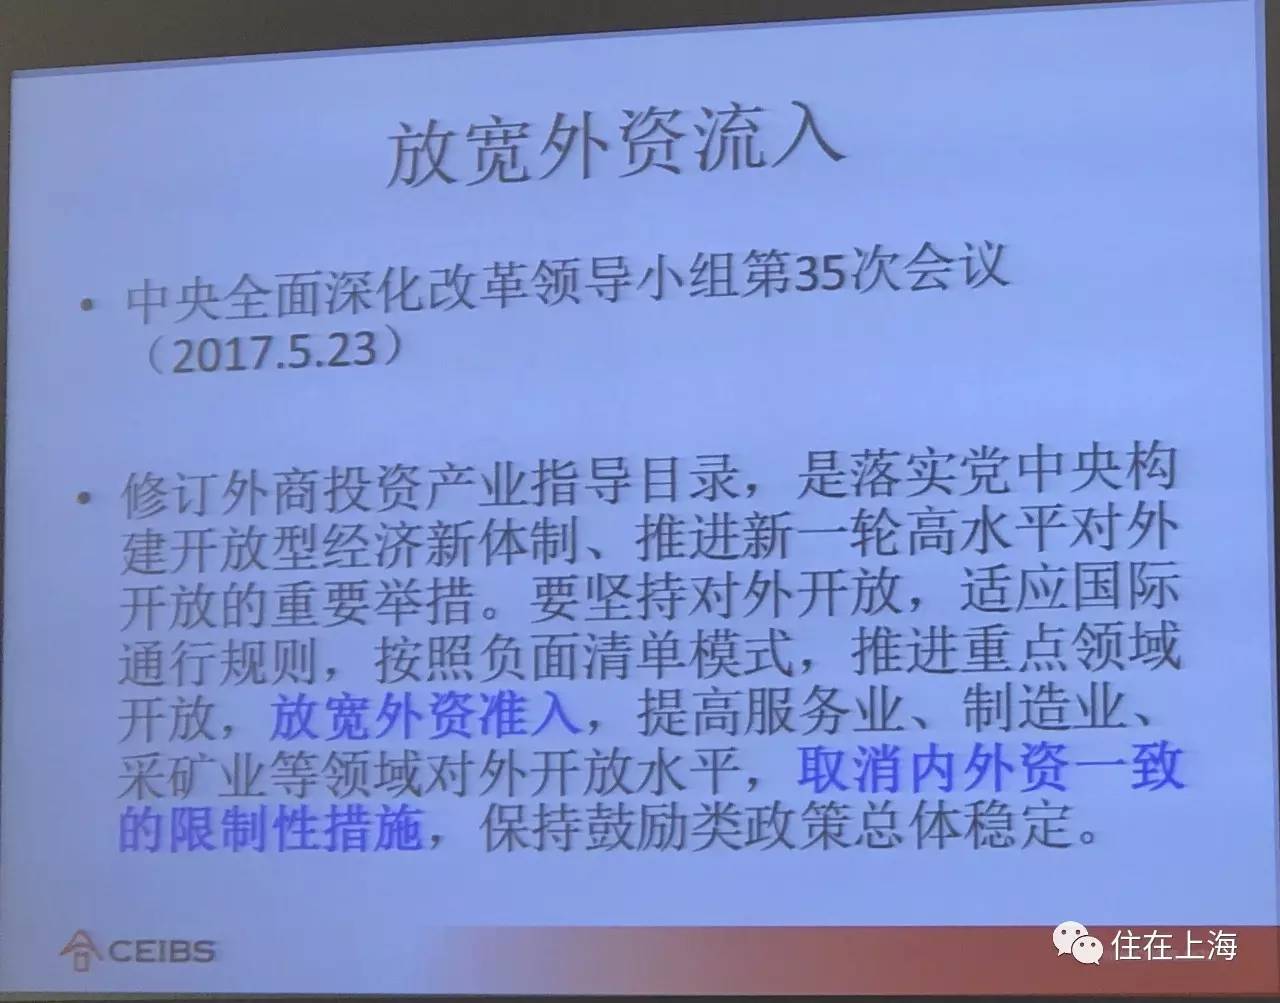 放宽外资流入
• 中央全面深化改革领导小组第35次会议
（2017.5.23）
• 修订外商投资产业指导目录，是落实党中央构
建开放型经济新体制、推进新一轮高水平对外
开放的重要举措。要坚持对外开放，适应国际
通行规则，按照负面清单模式，推进重点领域
开放，放宽外资准入，提高服务业、制造业、
采矿业等领域对外开放水平，取消内外资一致
的限制性措施，保持鼓励类政策总体稳定。
CEIBS
住在上海